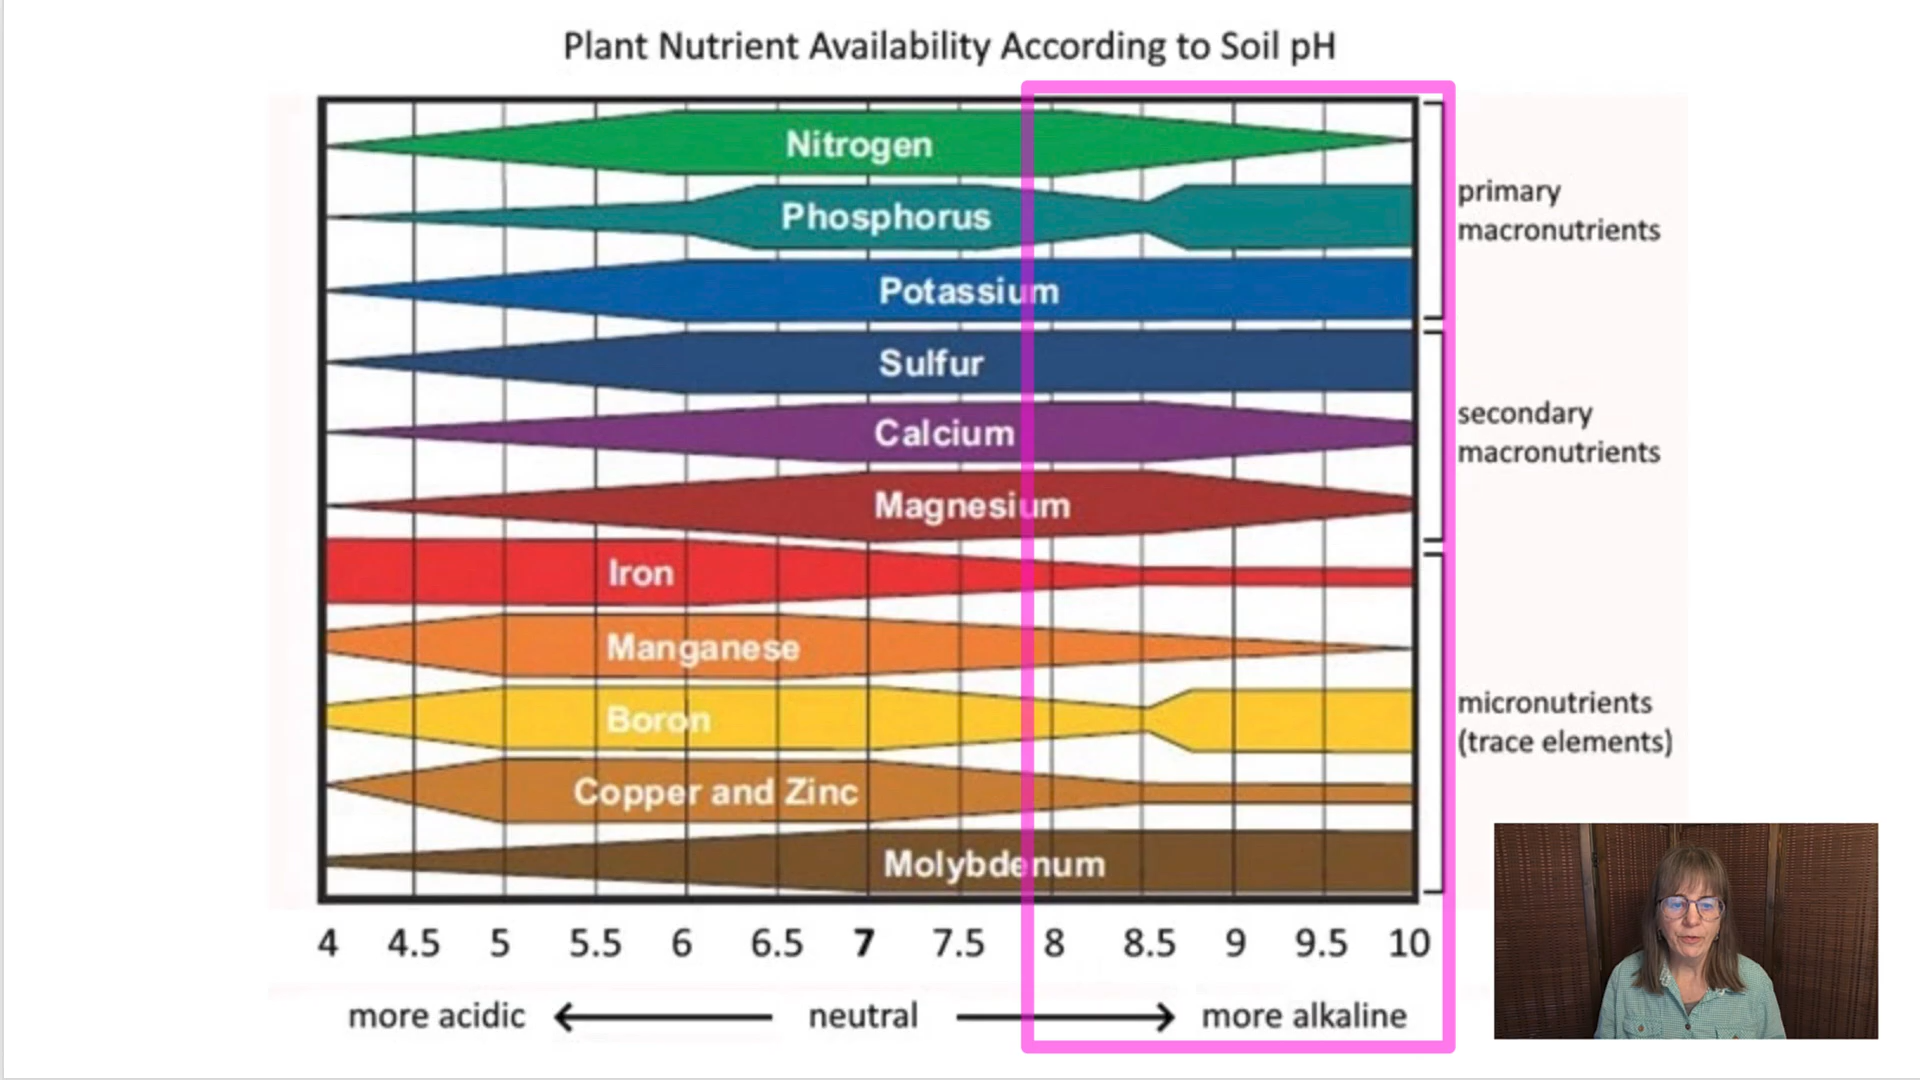 Plant Nutrient Availability According to Soil pH
Nitrogen
Phosphorus
Potassium
Sulfur
Calcium
Magnesium
Iron
Manganese
Boron
Copper and Zinc
Molybdenum
primary
macronutrients
secondary
macronutrients
micronutrients
(trace elements)
4 4.5 5 5.5 6 6.5 7 7.5 8 8.5 9 9.5 10
more acidic neutral more alkaline